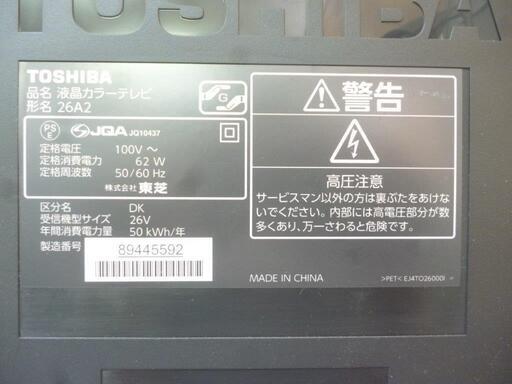 TOSHIBA
TOSHIBA
品名 液晶カラーテレビ
形名 26A2
G
PS
E
JQA JQ10437
定格電圧 100V ～
定格消費電力 62 W
定格周波数 50/60 Hz
株式会社 東芝
区分名 DK
受信機型サイズ 26V
年間消費電力量 50 kWh/年
製造番号 89445592
警告
高圧注意
サービスマン以外の方は裏ぶたをあけな
いでください。内部には高電圧部分が数
多くあり、万一さわると危険です。
MADE IN CHINA
>PET< EJ4TO26000I